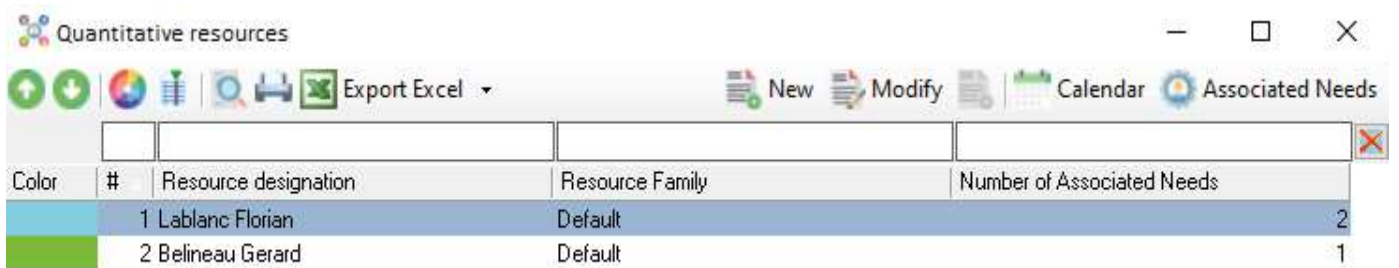 Quantitative resources
Export Excel New Modify Calendar Associated Needs
Color # Resource designation Resource Family Number of Associated Needs
1 Lablanc Florian Default 2
2 Belineau Gerard Default 1